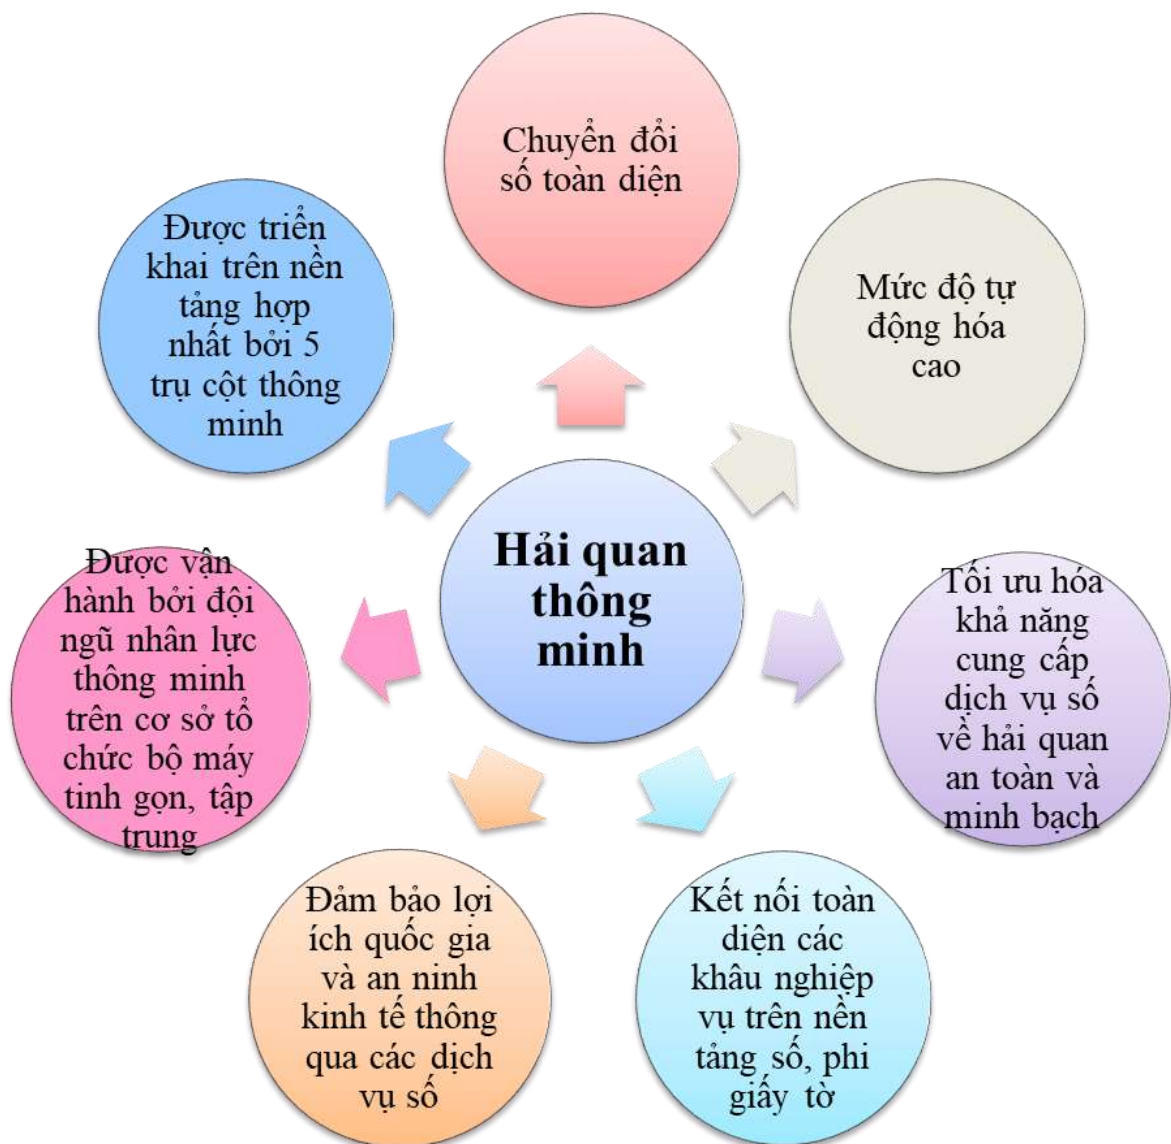 Chuyển đổi
số toàn diện
Mức độ tự
động hóa
cao
Tối ưu hóa
khả năng
cung cấp
dịch vụ số
về hải quan
an toàn và
minh bạch
Kết nối toàn
diện các
khâu nghiệp
vụ trên nền
tảng số, phi
giấy tờ
Đảm bảo lợi
ích quốc gia
và an ninh
kinh tế thông
qua các dịch
vụ số
Được vận
hành bởi đội
ngũ nhân lực
thông minh
trên cơ sở tổ
chức bộ máy
tinh gọn, tập
trung
Được triển
khai trên nền
tảng hợp
nhất bởi 5
trụ cột thông
minh
Hải quan
thông
minh